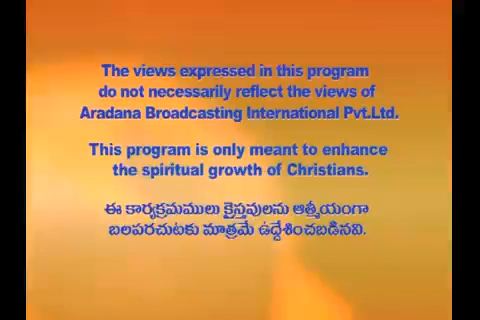 The views expressed in this program
do not necessarily reflect the views of
Aradana Broadcasting International Pvt.Ltd.
This program is only meant to enhance
the spiritual growth of Christians.
ఈ కార్యక్రమములు క్రైస్తవులను ఆత్మీయంగా
బలపరచుటకు మాత్రమే ఉద్దేశించబడినవి.